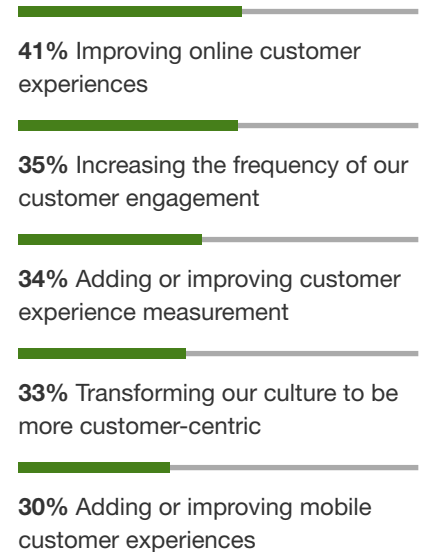 41% Improving online customer
experiences
35% Increasing the frequency of our
customer engagement
34% Adding or improving customer
experience measurement
33% Transforming our culture to be
more customer-centric
30% Adding or improving mobile
customer experiences